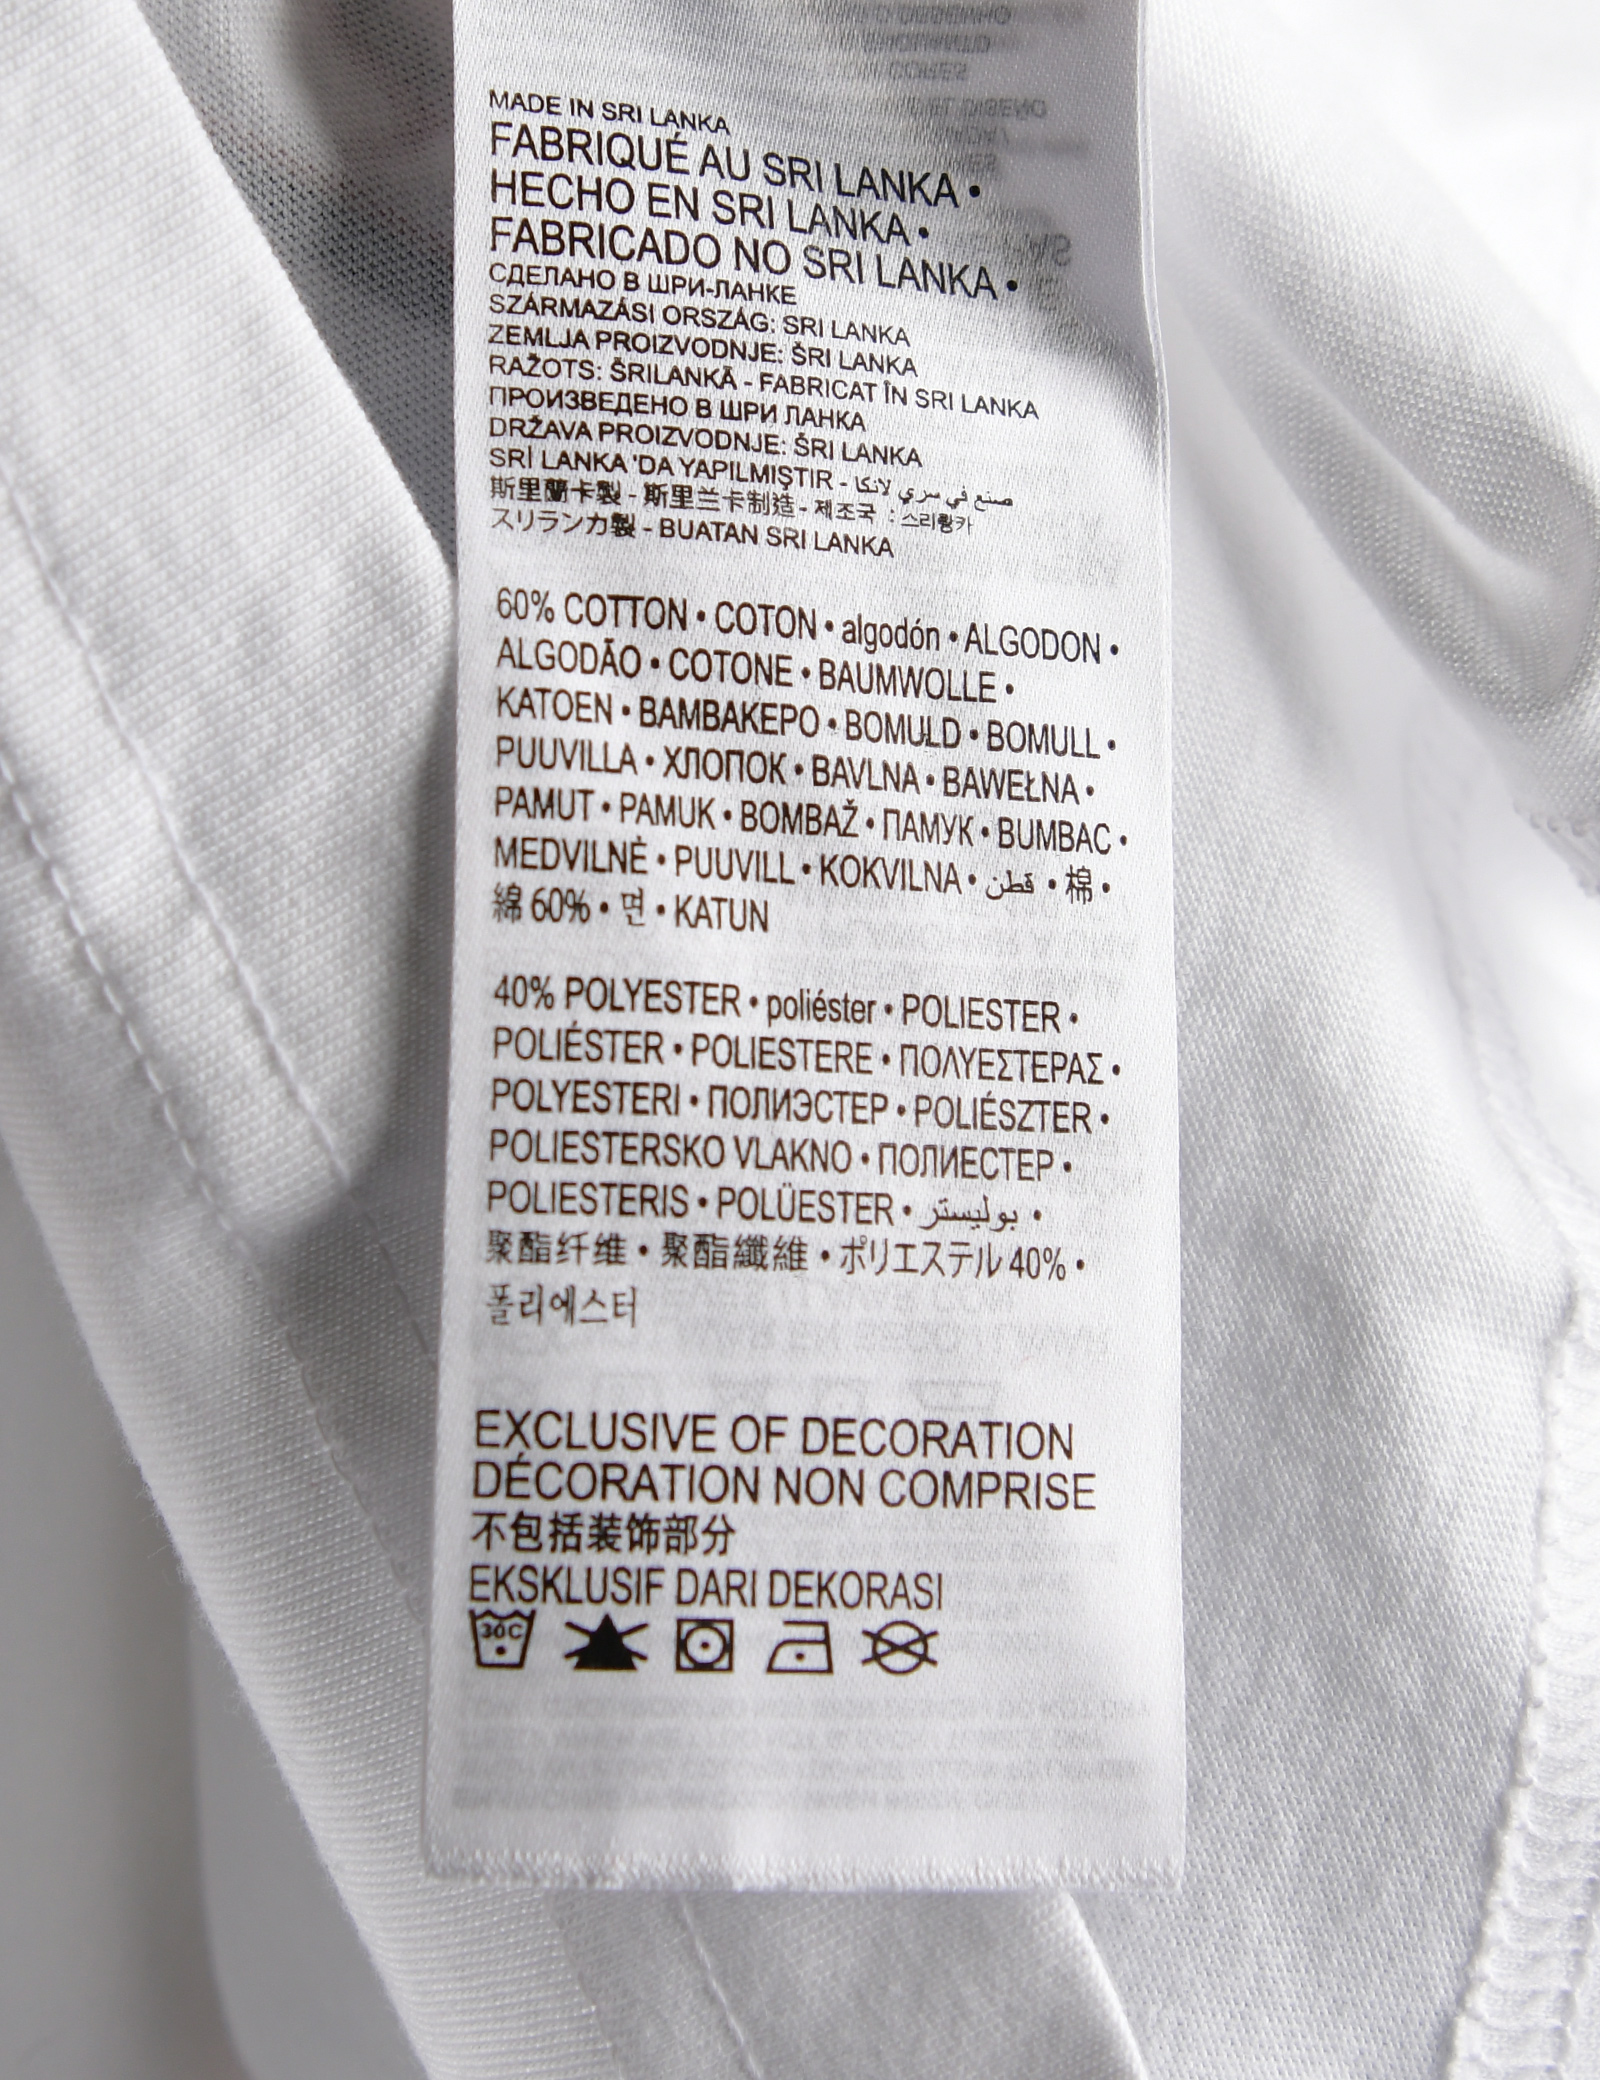 MADE IN SRI LANKA
FABRIQUÉ AU SRI LANKA •
HECHO EN SRI LANKA •
FABRICADO NO SRI LANKA •
СДЕЛАНО В ШРИ-ЛАНКЕ
SZÁRMAZÁSI ORSZÁG: SRI LANKA
ZEMLJA PROIZVODNJE: ŠRI LANKA
RAŽOTS: ŠRILANKĀ - FABRICAT ÎN SRI LANKA
ПРОИЗВЕДЕНО В ШРИ ЛАНКА
DRŽAVA PROIZVODNJE: ŠRI LANKA
SRİ LANKA 'DA YAPILMIŞTIR - صنع في سري لانكا
斯里蘭卡製 - 斯里兰卡制造 - 제조국 : 스리랑카
スリランカ製 - BUATAN SRI LANKA
60% COTTON • COTON • algodón • ALGODON •
ALGODÃO • COTONE • BAUMWOLLE •
KATOEN • BAMBAKEPO • BOMULD • BOMULL •
PUUVILLA • ХЛОПОК • BAVLNA • BAWEŁNA •
PAMUT • PAMUK • BOMBAŽ • ПАМУК • BUMBAC •
MEDVILNĖ • PUUVILL • KOKVILNA • قطن • 棉 •
綿 60% • 면 • KATUN
40% POLYESTER • poliéster • POLIESTER •
POLIÉSTER • POLIESTERE • ΠΟΛΥΕΣΤΕΡΑΣ •
POLYESTERI • ПОЛИЭСТЕР • POLIÉSZTER •
POLIESTERSKO VLAKNO • ПОЛИЕСТЕР •
POLIESTERIS • POLÜESTER • بوليستر •
聚酯纤维 • 聚酯纖維 • ポリエステル 40% •
폴리에스터
EXCLUSIVE OF DECORATION
DÉCORATION NON COMPRISE
不包括装饰部分
EKSKLUSIF DARI DEKORASI
30C